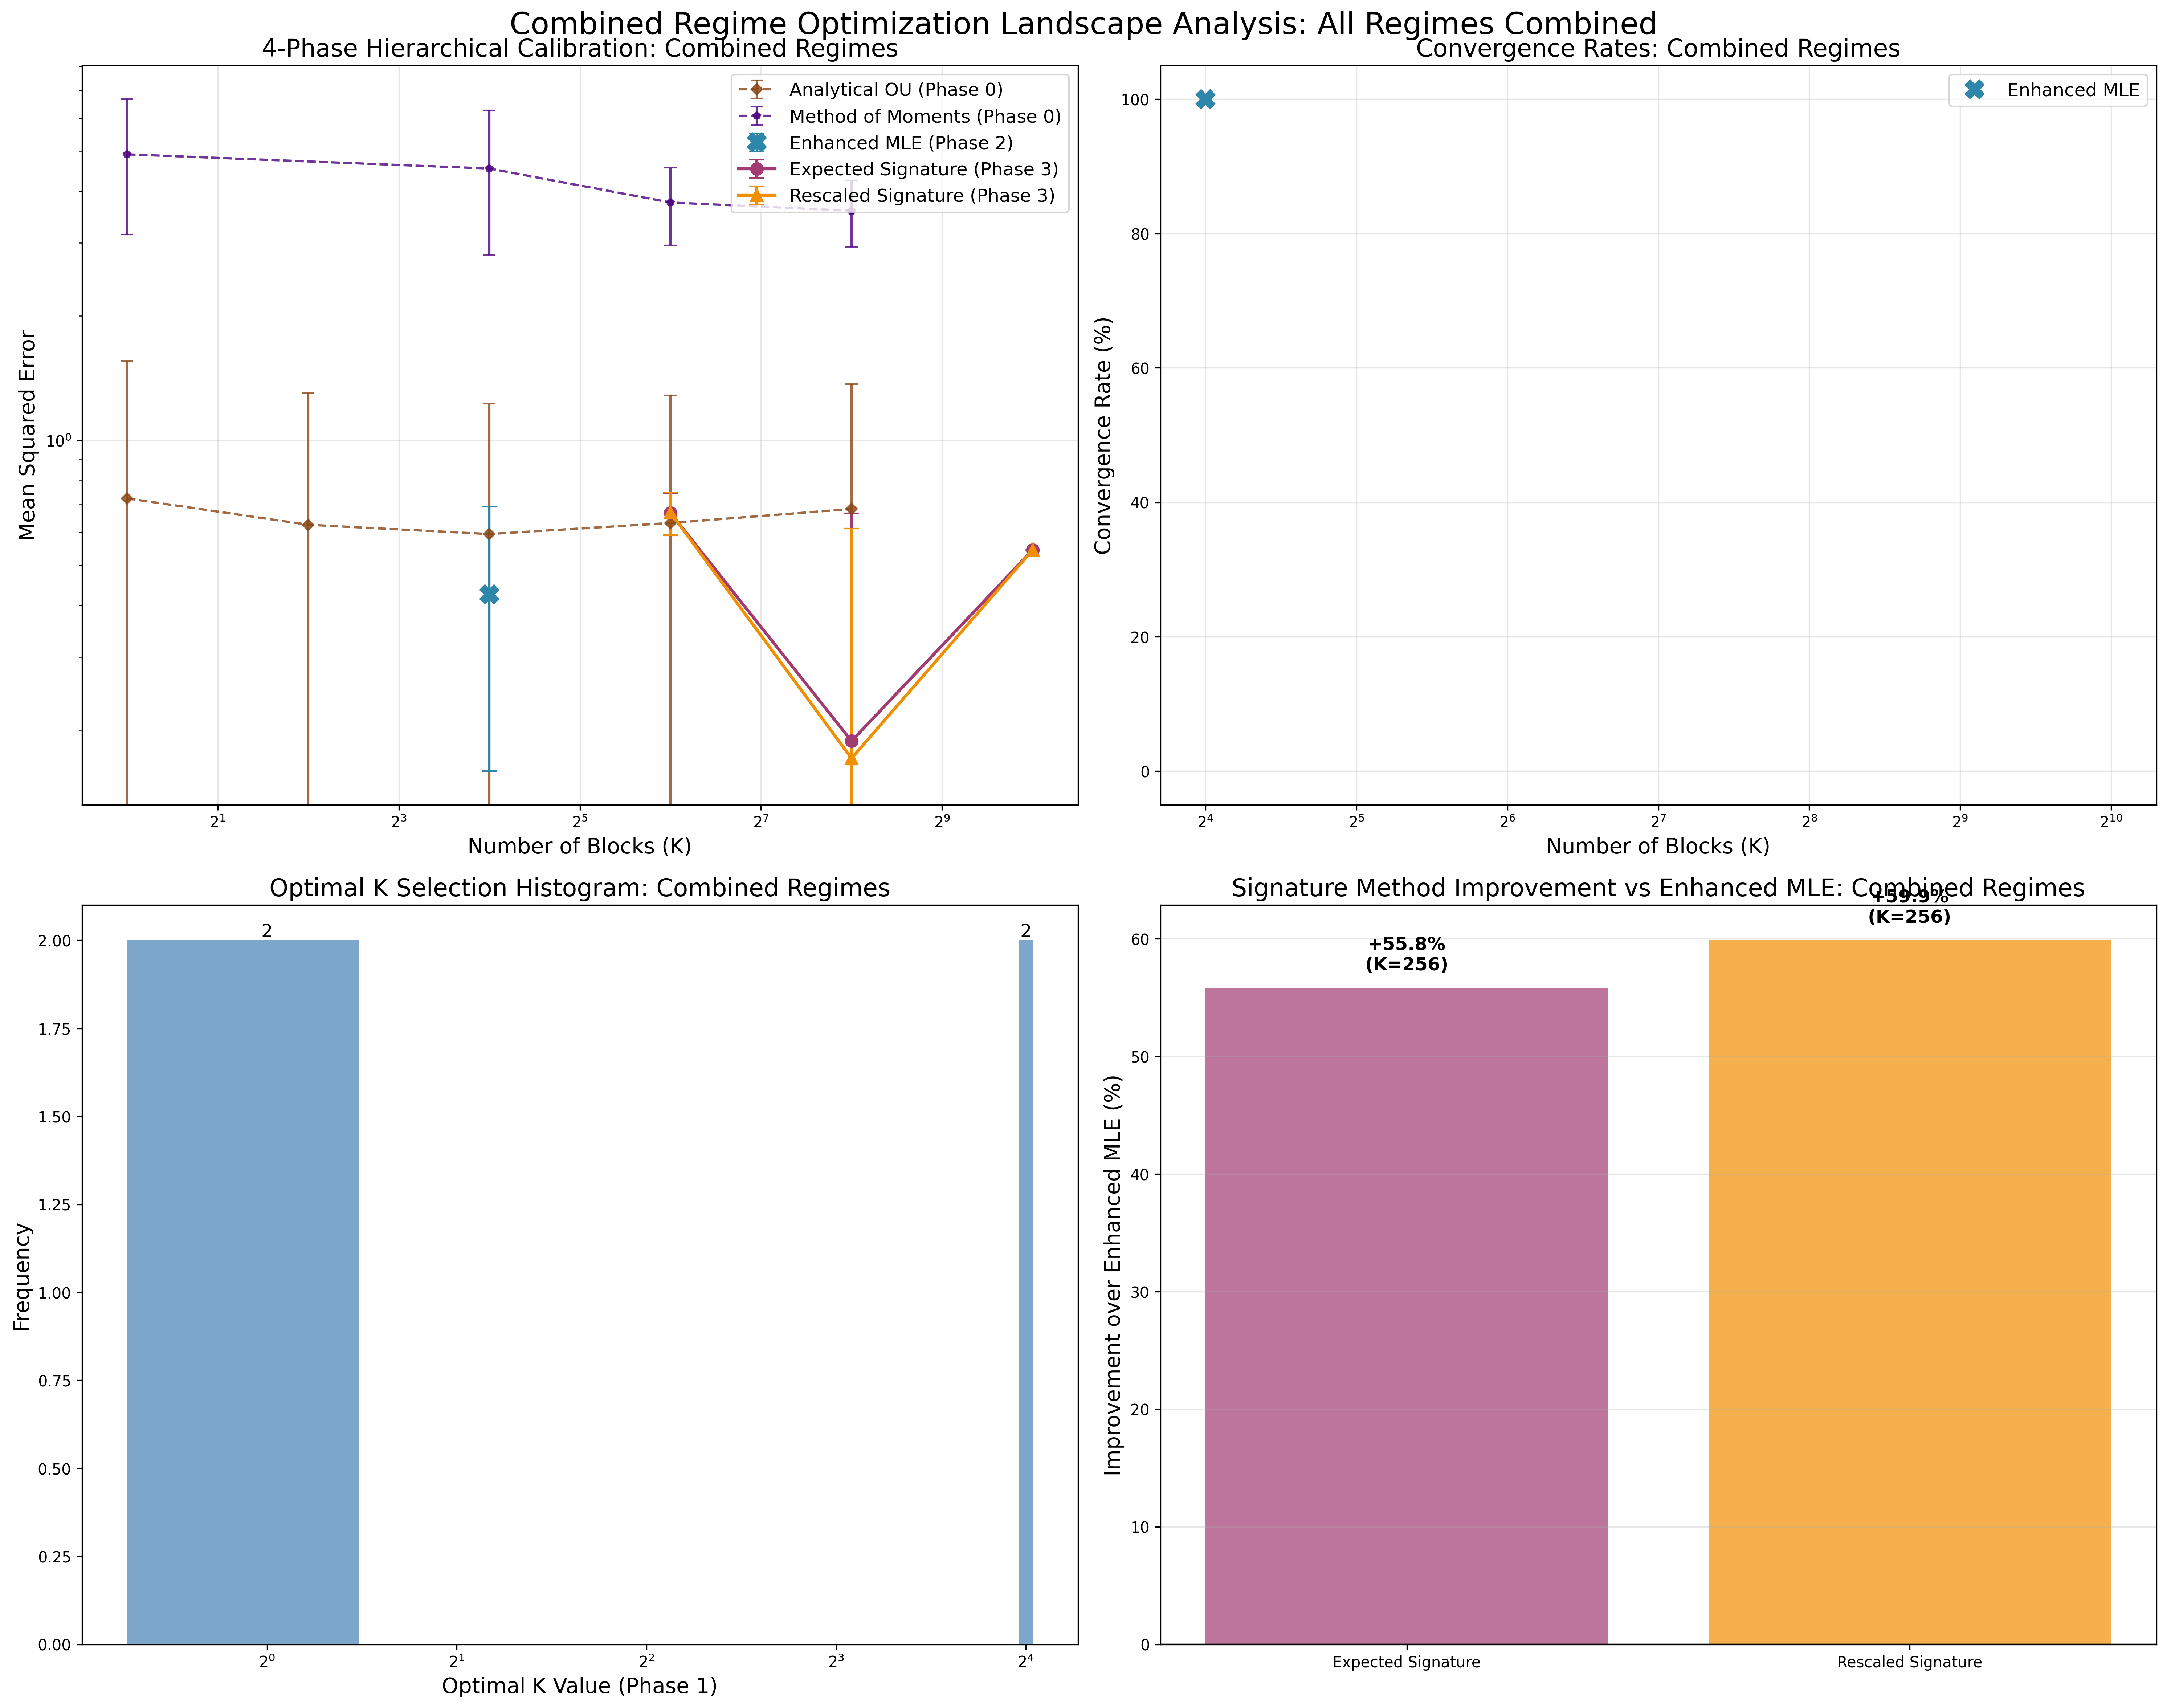 Combined Regime Optimization Landscape Analysis: All Regimes Combined
4-Phase Hierarchical Calibration: Combined Regimes
Analytical OU (Phase 0)
Method of Moments (Phase 0)
Enhanced MLE (Phase 2)
Expected Signature (Phase 3)
Rescaled Signature (Phase 3)
Mean Squared Error
10⁰
2¹ 2³ 2⁵ 2⁷ 2⁹
Number of Blocks (K)
Convergence Rates: Combined Regimes
Enhanced MLE
Convergence Rate (%)
100
80
60
40
20
0
2⁴ 2⁵ 2⁶ 2⁷ 2⁸ 2⁹ 2¹⁰
Number of Blocks (K)
Optimal K Selection Histogram: Combined Regimes
2 2
Frequency
2.00
1.75
1.50
1.25
1.00
0.75
0.50
0.25
0.00
2⁰ 2¹ 2² 2³ 2⁴
Optimal K Value (Phase 1)
Signature Method Improvement vs Enhanced MLE: Combined Regimes
+59.9%
(K=256)
+55.8%
(K=256)
Improvement over Enhanced MLE (%)
60
50
40
30
20
10
0
Expected Signature Rescaled Signature